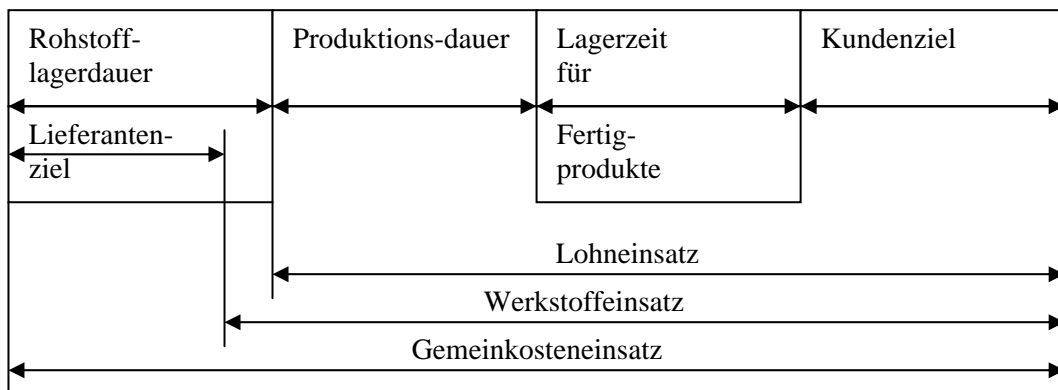 Rohstoff-
lagerdauer
Produktions-dauer
Lagerzeit
für
Kundenziel
Lieferanten-
ziel
Fertig-
produkte
Lohneinsatz
Werkstoffeinsatz
Gemeinkosteneinsatz